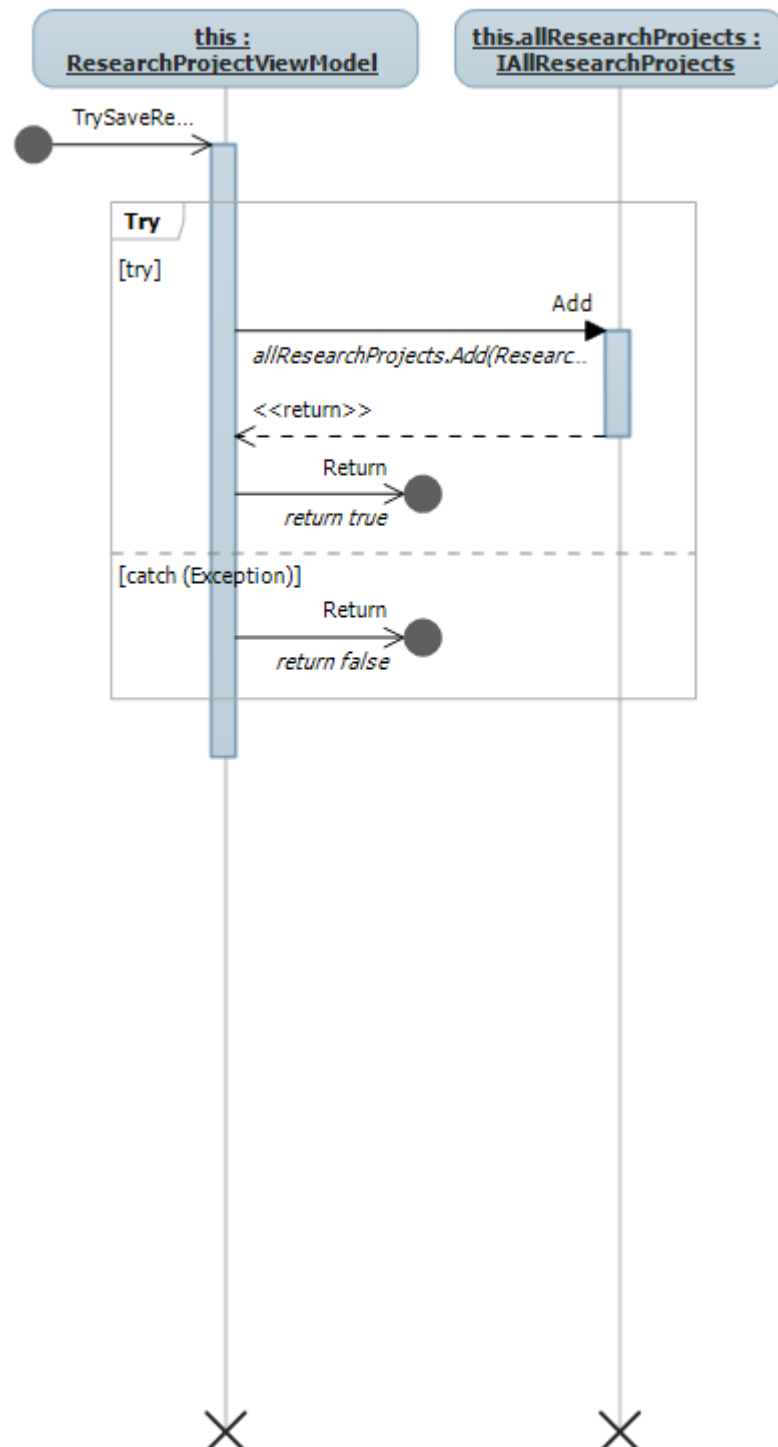 this :
ResearchProjectViewModel
this.allResearchProjects :
IAllResearchProjects
TrySaveRe...
Try
[try]
Add
allResearchProjects.Add(Researc...
<<return>>
Return
return true
[catch (Exception)]
Return
return false